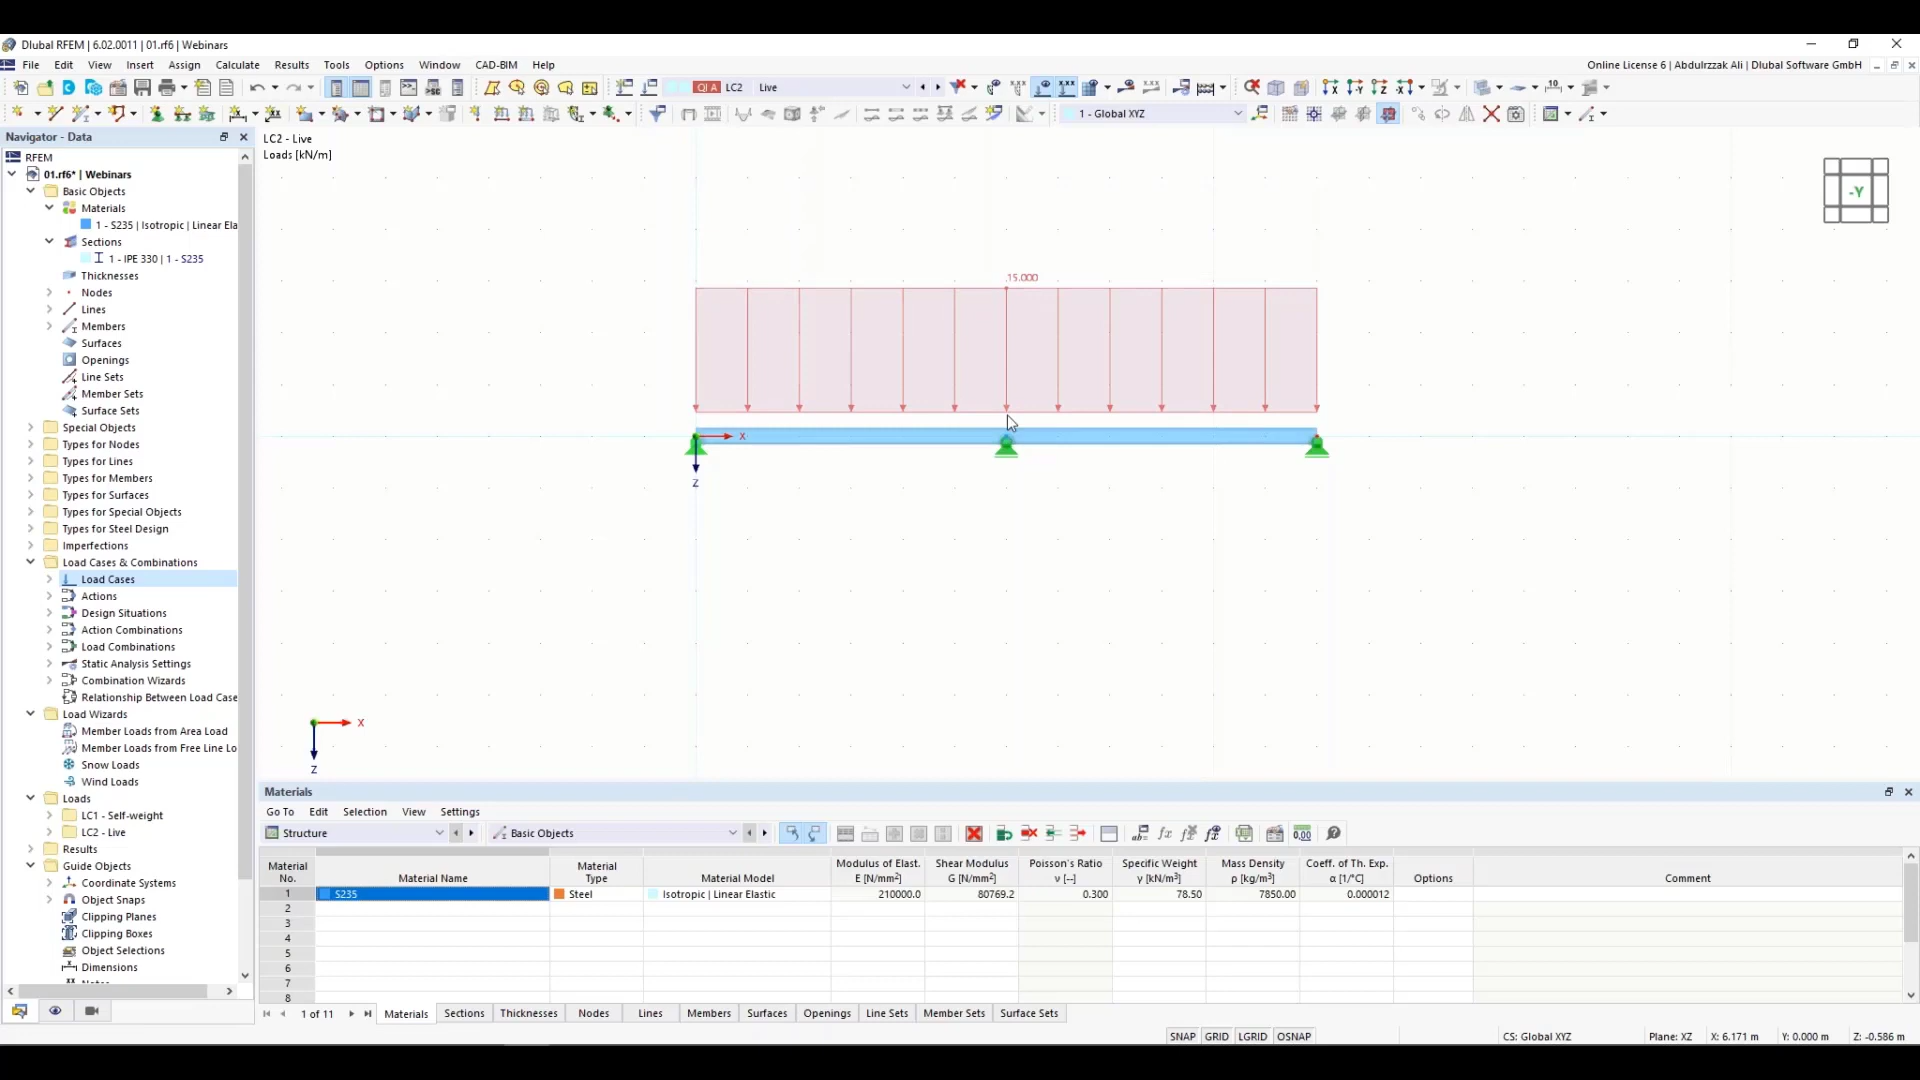 Dlubal RFEM | 6.02.0011 | 01.rf6 | Webinars
File Edit View Insert Assign Calculate Results Tools Options Window CAD-BIM Help
Online License 6 | Abdulrzzak Ali | Dlubal Software GmbH
QI A LC2 Live
1 - Global XYZ
Navigator - Data
RFEM
01.rf6* | Webinars
Basic Objects
Materials
1 - S235 | Isotropic | Linear Ela
Sections
1 - IPE 330 | 1 - S235
Thicknesses
Nodes
Lines
Members
Surfaces
Openings
Line Sets
Member Sets
Surface Sets
Special Objects
Types for Nodes
Types for Lines
Types for Members
Types for Surfaces
Types for Special Objects
Types for Steel Design
Imperfections
Load Cases & Combinations
Load Cases
Actions
Design Situations
Action Combinations
Load Combinations
Static Analysis Settings
Combination Wizards
Relationship Between Load Case
Load Wizards
Member Loads from Area Load
Member Loads from Free Line Lo
Snow Loads
Wind Loads
Loads
LC1 - Self-weight
LC2 - Live
Results
Guide Objects
Coordinate Systems
Object Snaps
Clipping Planes
Clipping Boxes
Object Selections
Dimensions
LC2 - Live
Loads [kN/m]
-Y
15.000
X
Z
X
Z
Materials
Go To Edit Selection View Settings
Structure Basic Objects
Material No. Material Name Material Type Material Model Modulus of Elast. E [N/mm²] Shear Modulus G [N/mm²] Poisson's Ratio ν [--] Specific Weight γ [kN/m³] Mass Density ρ [kg/m³] Coeff. of Th. Exp. α [1/°C] Options Comment
1 S235 Steel Isotropic | Linear Elastic 210000.0 80769.2 0.300 78.50 7850.00 0.000012
2
3
4
5
6
7
8
1 of 11 Materials Sections Thicknesses Nodes Lines Members Surfaces Openings Line Sets Member Sets Surface Sets
SNAP GRID LGRID OSNAP CS: Global XYZ Plane: XZ X: 6.171 m Y: 0.000 m Z: -0.586 m